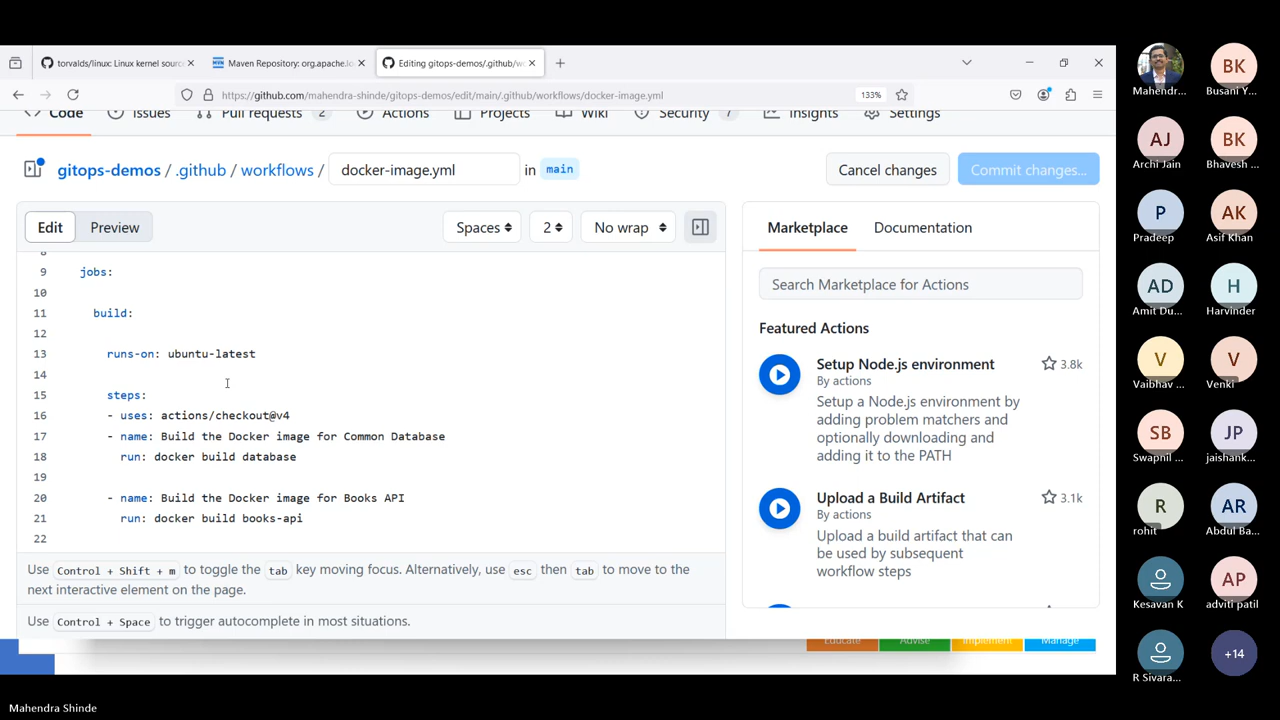 torvalds/linux: Linux kernel sourc
Maven Repository: org.apache.lo
Editing gitops-demos/.github/wo
https://github.com/mahendra-shinde/gitops-demos/edit/main/.github/workflows/docker-image.yml
133%
Code
Issues
Pull requests 2
Actions
Projects
Wiki
Security 7
Insights
Settings
gitops-demos / .github / workflows / docker-image.yml in main
Cancel changes
Commit changes...
Edit
Preview
Spaces
2
No wrap
8
9 jobs:
10
11 build:
12
13 runs-on: ubuntu-latest
14
15 steps:
16 - uses: actions/checkout@v4
17 - name: Build the Docker image for Common Database
18 run: docker build database
19
20 - name: Build the Docker image for Books API
21 run: docker build books-api
22
Use Control + Shift + m to toggle the tab key moving focus. Alternatively, use esc then tab to move to the
next interactive element on the page.
Use Control + Space to trigger autocomplete in most situations.
Marketplace
Documentation
Search Marketplace for Actions
Featured Actions
Setup Node.js environment
3.8k
By actions
Setup a Node.js environment by
adding problem matchers and
optionally downloading and
adding it to the PATH
Upload a Build Artifact
3.1k
By actions
Upload a build artifact that can
be used by subsequent
workflow steps
Educate
Advise
Implement
Manage
Mahendr...
BK
Busani Y...
AJ
Archi Jain
BK
Bhavesh ...
P
Pradeep
AK
Asif Khan
AD
Amit Du...
H
Harvinder
V
Vaibhav ...
V
Venki
SB
Swapnil ...
JP
jaishank...
R
rohit
AR
Abdul Ba...
Kesavan K
AP
adviti patil
R Sivara...
+14
Mahendra Shinde